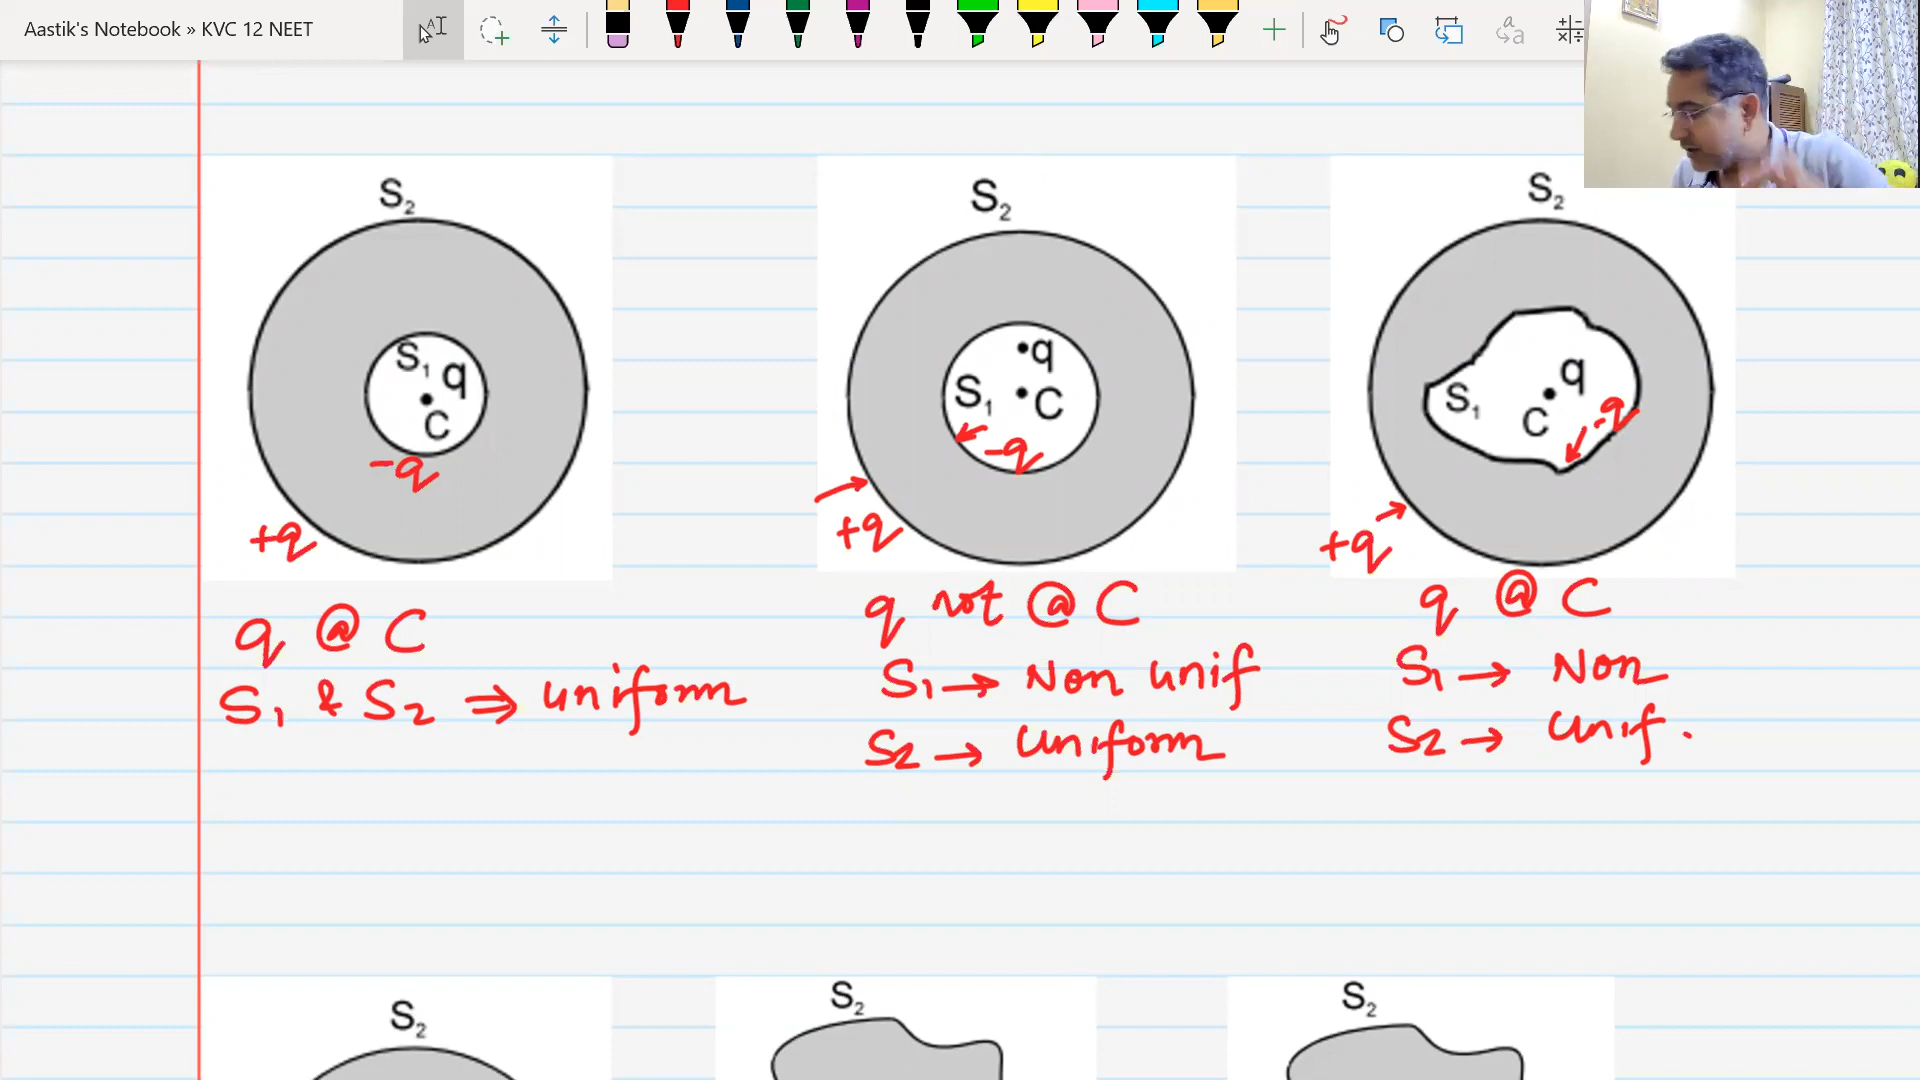 Aastik's Notebook » KVC 12 NEET
S₂
S₁ q
C
-q
+q
q @ C
S₁ & S₂ ⇒ uniform
S₂
•q
S₁ •C
-q
+q
q not @ C
S₁ → Non unif
S₂ → Uniform
S₂
q
S₁
C
-q
+q
q @ C
S₁ → Non
S₂ → Unif.
S₂
S₂
S₂